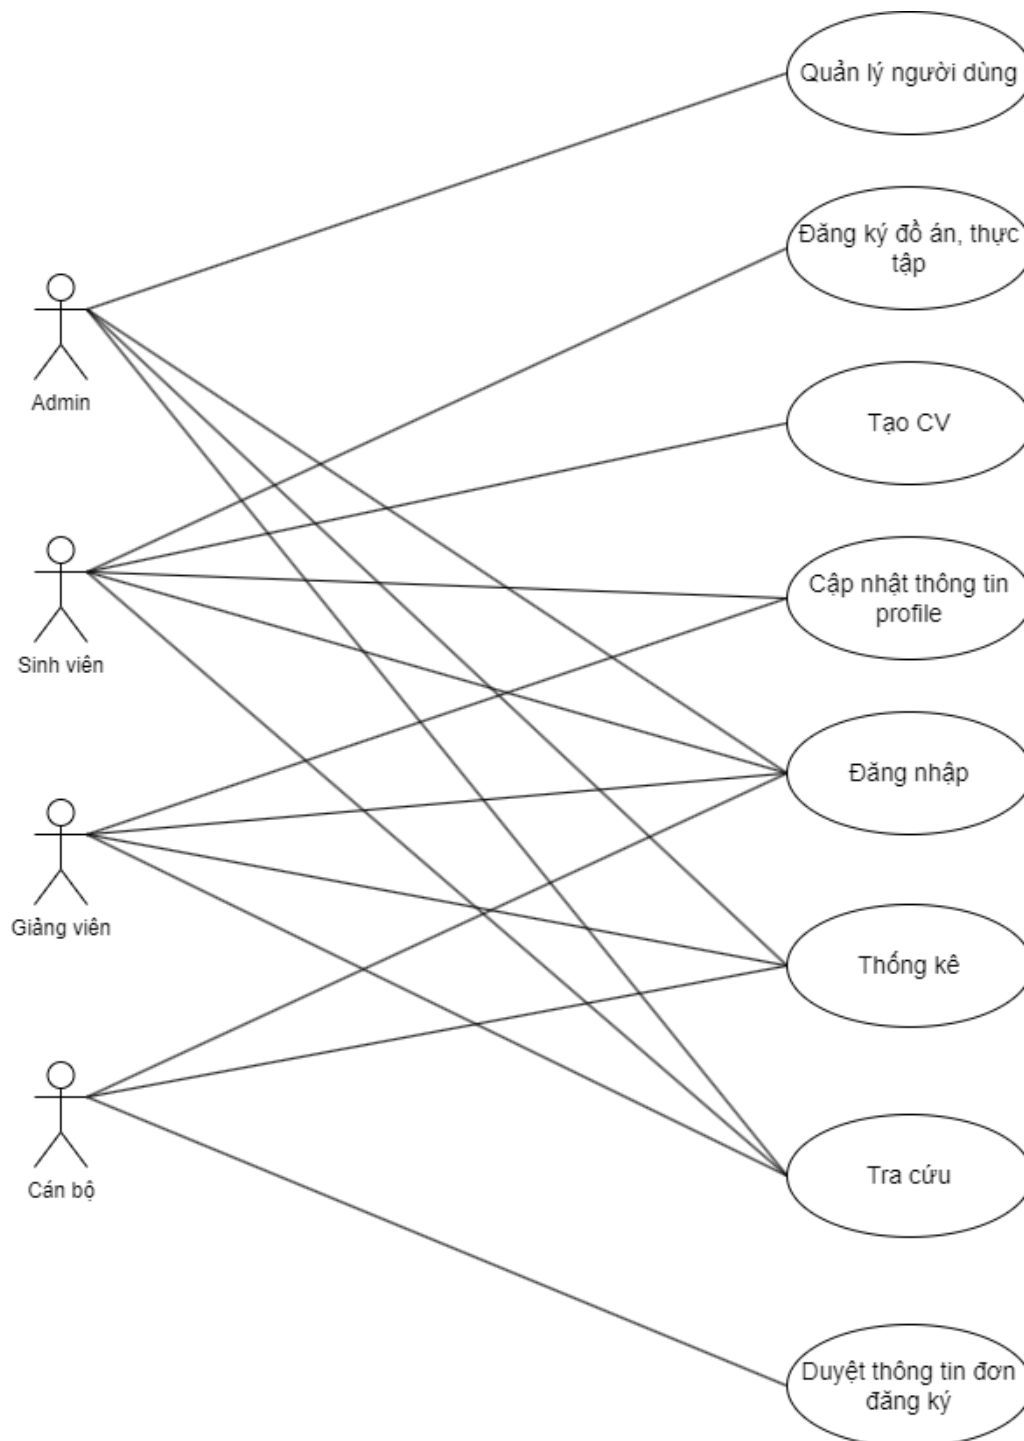 Quản lý người dùng
Đăng ký đồ án, thực
tập
Admin
Tạo CV
Sinh viên
Cập nhật thông tin
profile
Đăng nhập
Giảng viên
Thống kê
Cán bộ
Tra cứu
Duyệt thông tin đơn
đăng ký